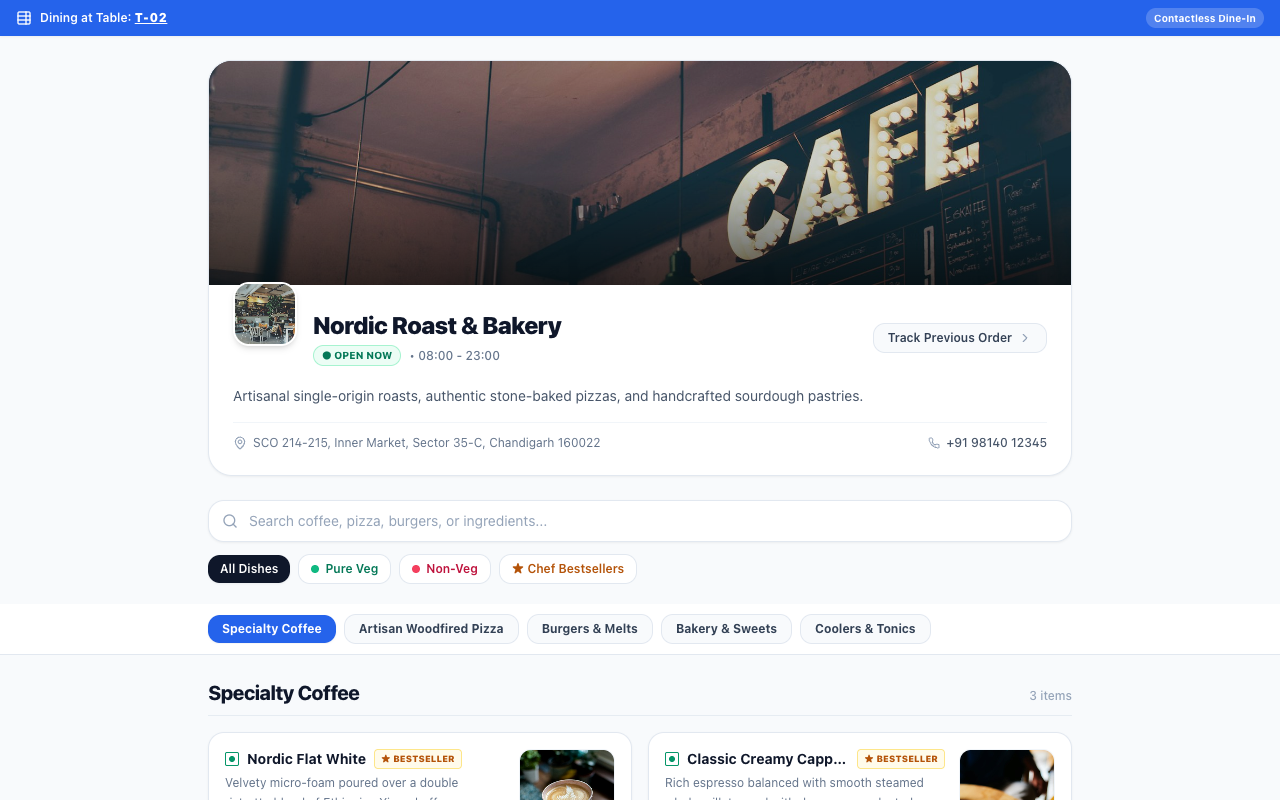 Dining at Table: T-02
Contactless Dine-In
CAFE
Nordic Roast & Bakery
OPEN NOW • 08:00 - 23:00
Track Previous Order
Artisanal single-origin roasts, authentic stone-baked pizzas, and handcrafted sourdough pastries.
SCO 214-215, Inner Market, Sector 35-C, Chandigarh 160022
+91 98140 12345
Search coffee, pizza, burgers, or ingredients...
All Dishes
Pure Veg
Non-Veg
Chef Bestsellers
Specialty Coffee
Artisan Woodfired Pizza
Burgers & Melts
Bakery & Sweets
Coolers & Tonics
Specialty Coffee
3 items
Nordic Flat White
BESTSELLER
Velvety micro-foam poured over a double
Classic Creamy Capp...
BESTSELLER
Rich espresso balanced with smooth steamed